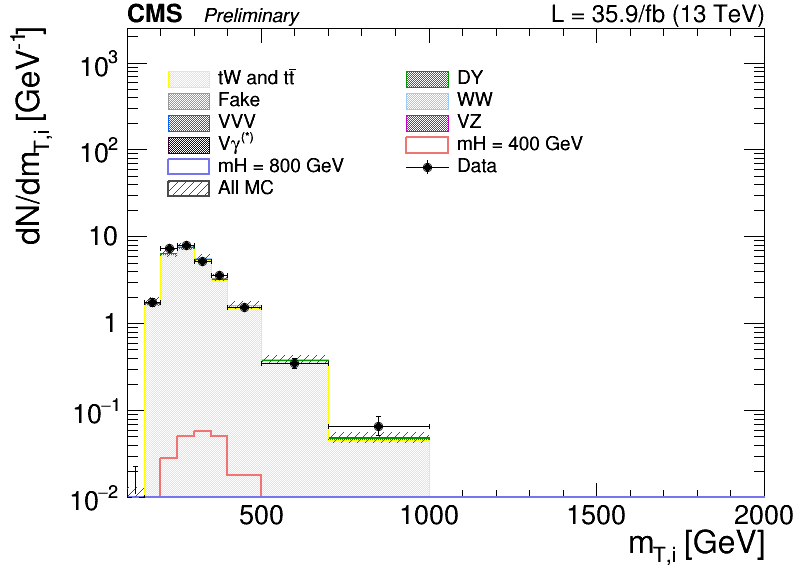 CMS Preliminary L = 35.9/fb (13 TeV)
dN/dm_{T,i} [GeV⁻¹]
10³
10²
10
1
10⁻¹
10⁻²
tW and tt̄
Fake
VVV
Vγ⁽*⁾
mH = 800 GeV
All MC
DY
WW
VZ
mH = 400 GeV
Data
500 1000 1500 2000
m_{T,i} [GeV]